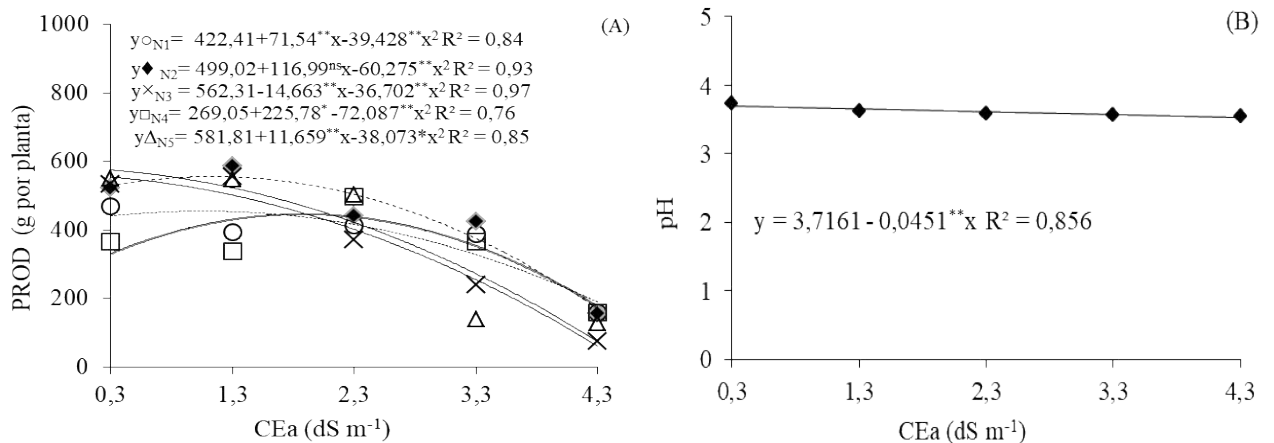 (A)
1000
800
600
400
200
0
PROD (g por planta)
y○N1= 422,41+71,54**x-39,428**x² R² = 0,84
y◆ N2= 499,02+116,99nsx-60,275**x² R² = 0,93
y×N3= 562,31-14,663**x-36,702**x² R² = 0,97
y□N4= 269,05+225,78* -72,087**x² R² = 0,76
y∆N5= 581,81+11,659**x-38,073*x² R² = 0,85
0,3 1,3 2,3 3,3 4,3
CEa (dS m⁻¹)
(B)
5
4
3
2
1
0
pH
y = 3,7161 - 0,0451**x R² = 0,856
0,3 1,3 2,3 3,3 4,3
CEa (dS m⁻¹)